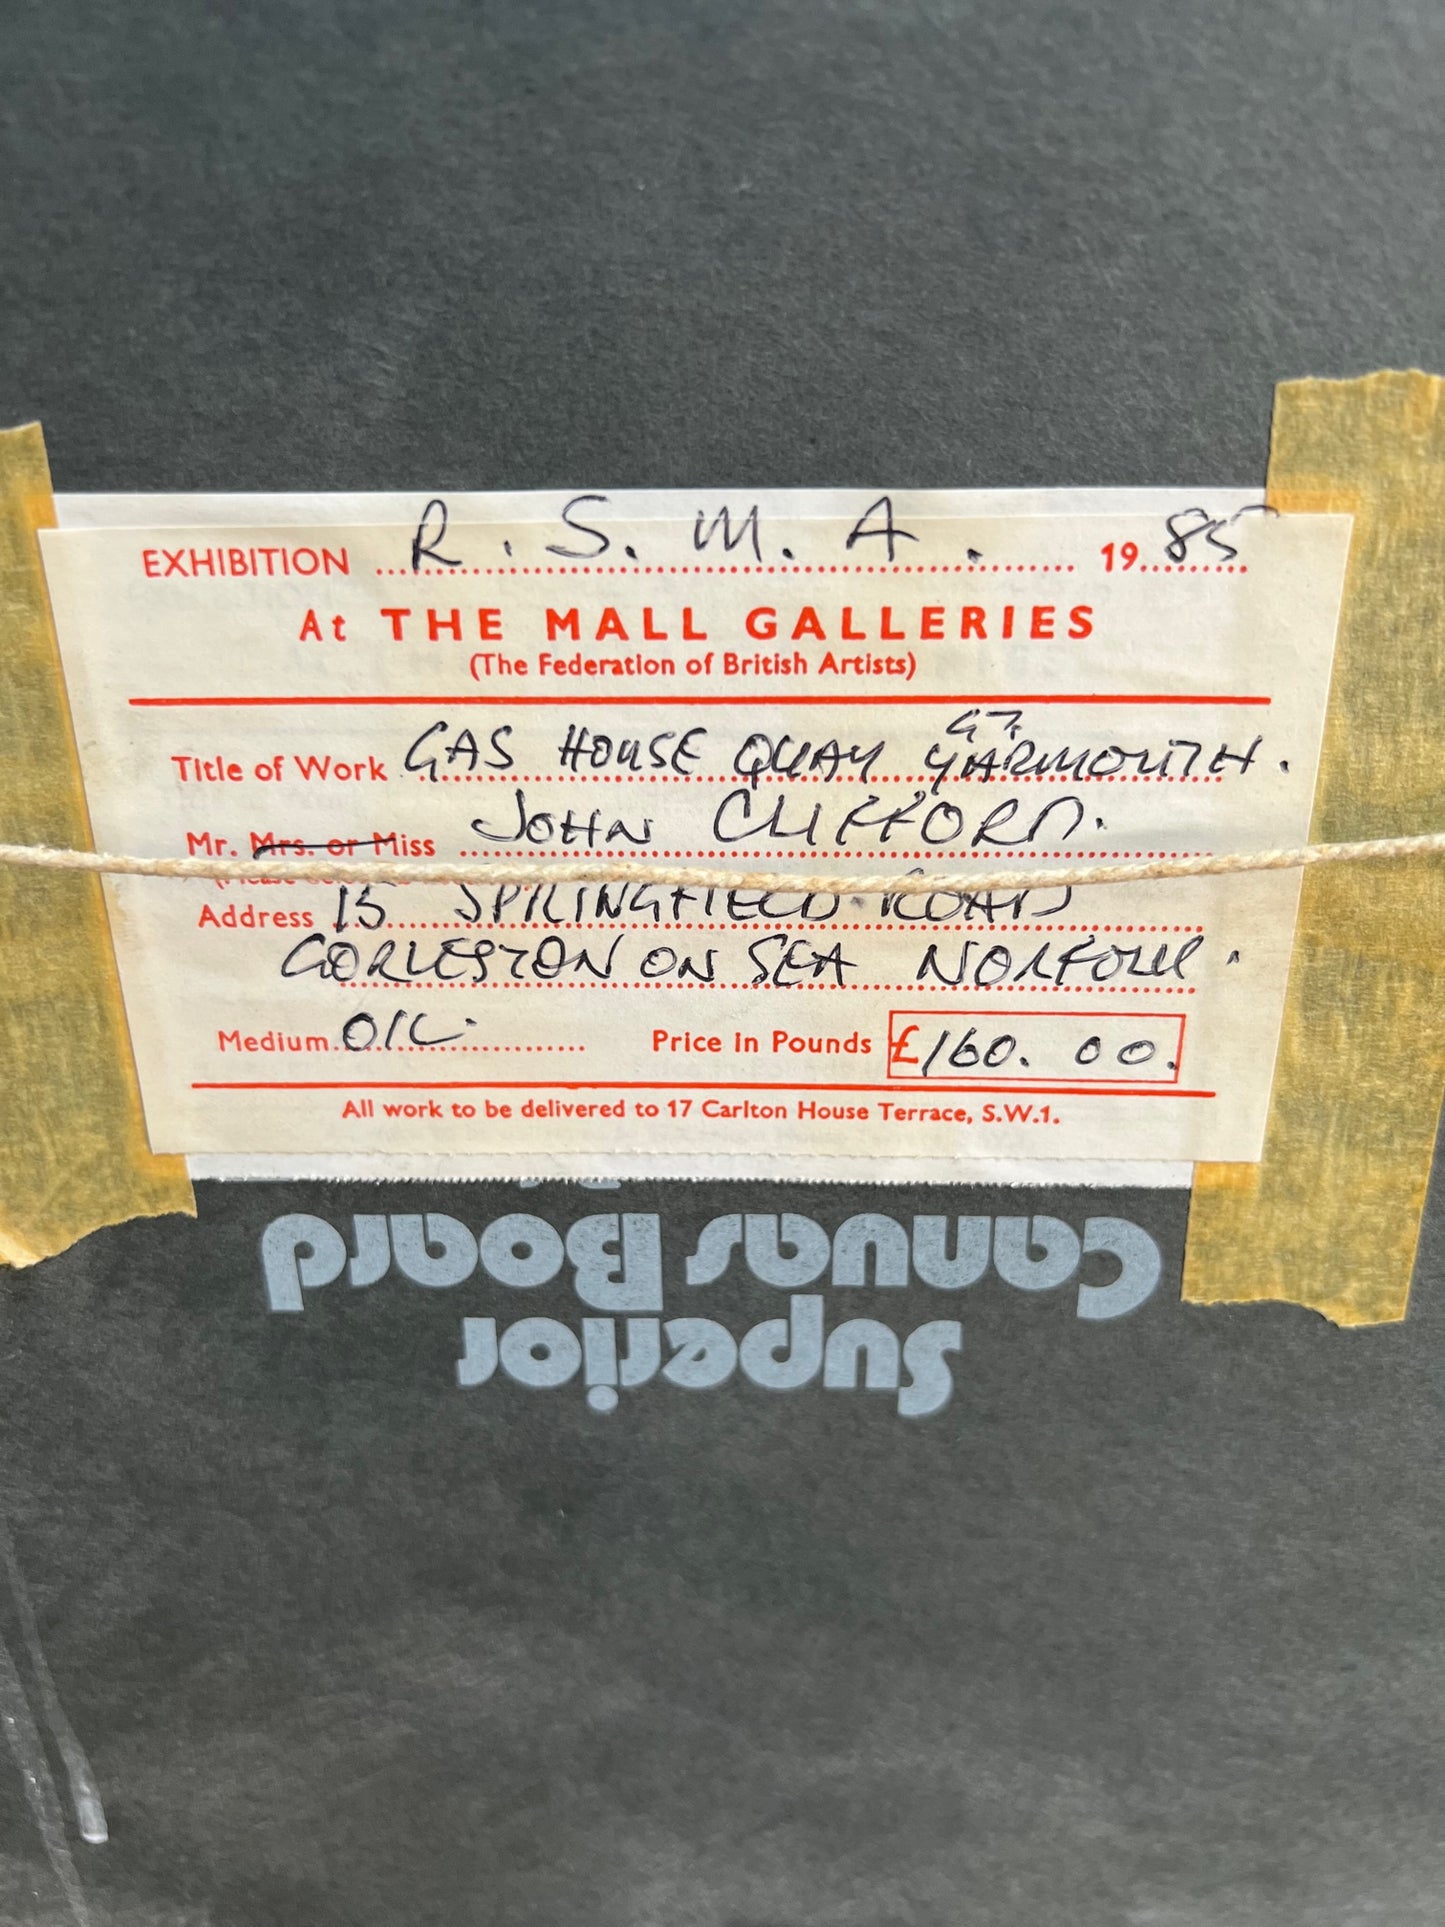 EXHIBITION R. S. M. A. 1985
At THE MALL GALLERIES
(The Federation of British Artists)
Title of Work GAS HOUSE QUAY GT. YARMOUTH.
Mr. Mrs. or Miss JOHN CLIFFORD.
Address 15 SPRINGFIELD ROAD
GORLESTON ON SEA NORFOLK.
Medium OIL. Price in Pounds £160.00.
All work to be delivered to 17 Carlton House Terrace, S.W.1.
Superior
Canvas Board